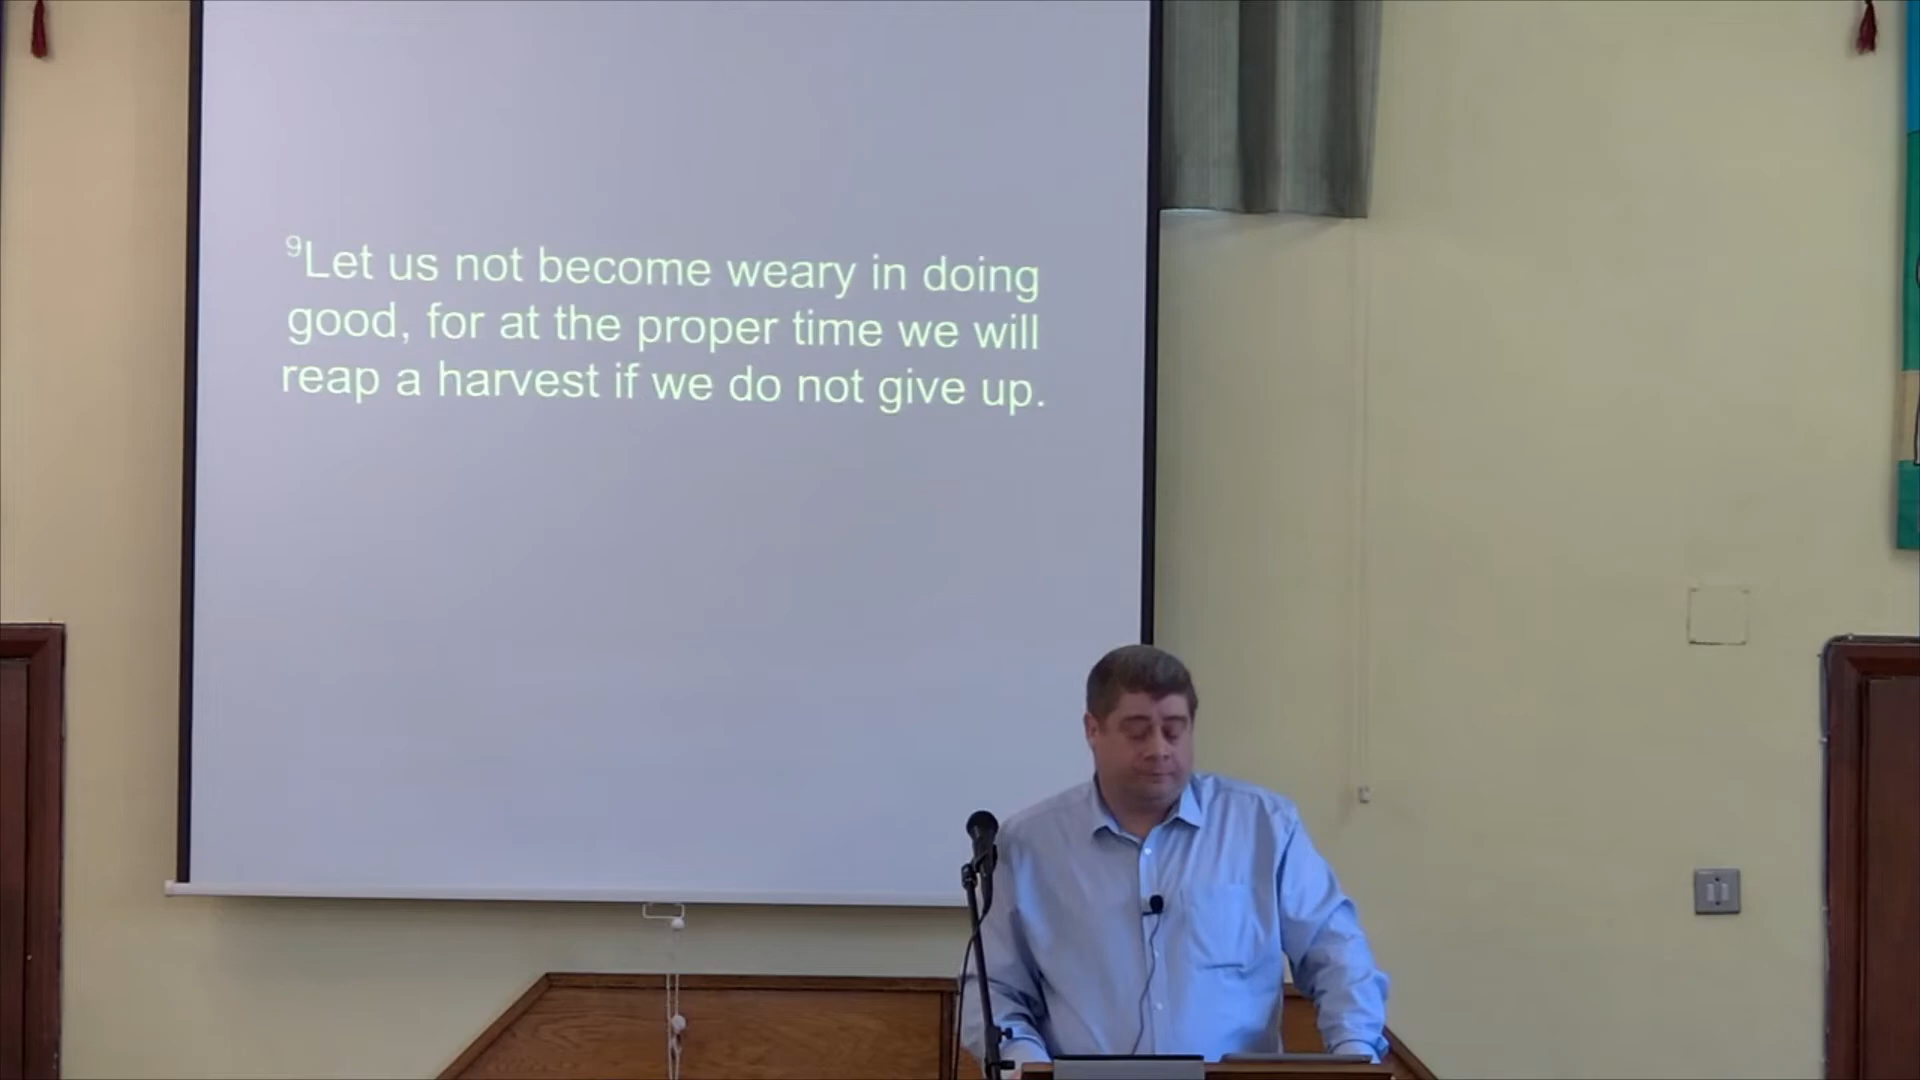 ⁹Let us not become weary in doing
good, for at the proper time we will
reap a harvest if we do not give up.